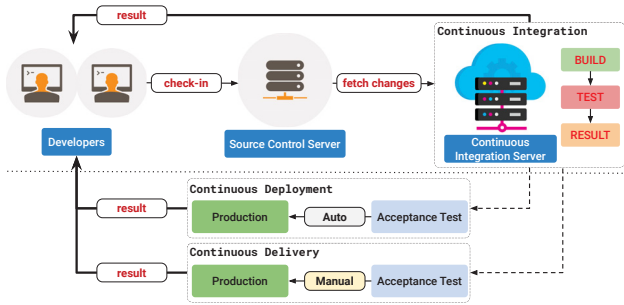 result
Continuous Integration
BUILD
check-in
fetch changes
TEST
RESULT
Developers
Source Control Server
Continuous
Integration Server
Continuous Deployment
result
Production
Auto
Acceptance Test
Continuous Delivery
result
Production
Manual
Acceptance Test